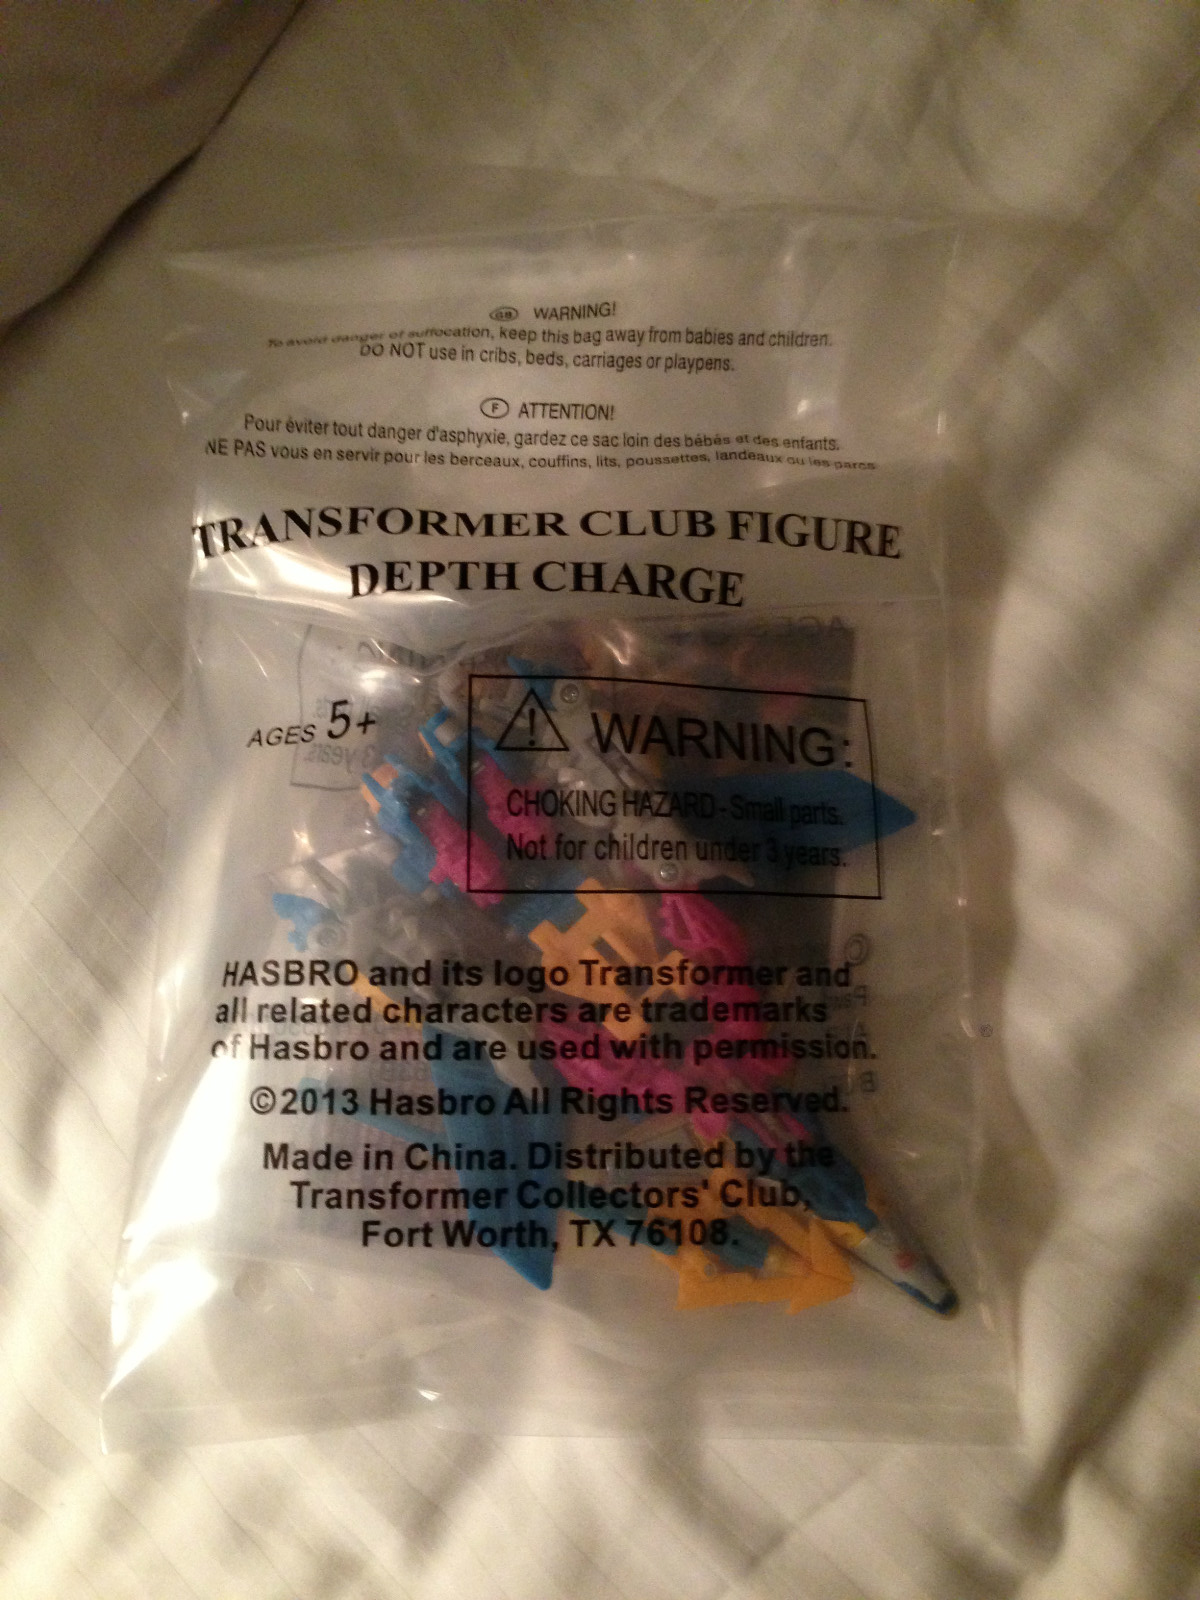 GB WARNING!
To avoid danger of suffocation, keep this bag away from babies and children.
DO NOT use in cribs, beds, carriages or playpens.
F ATTENTION!
Pour éviter tout danger d'asphyxie, gardez ce sac loin des bébés et des enfants.
NE PAS vous en servir pour les berceaux, couffins, lits, poussettes, landeaux ou les parcs
TRANSFORMER CLUB FIGURE
DEPTH CHARGE
AGES 5+
! WARNING:
CHOKING HAZARD - Small parts.
Not for children under 3 years.
HASBRO and its logo Transformer and
all related characters are trademarks
of Hasbro and are used with permission.
©2013 Hasbro All Rights Reserved.
Made in China. Distributed by the
Transformer Collectors' Club,
Fort Worth, TX 76108.